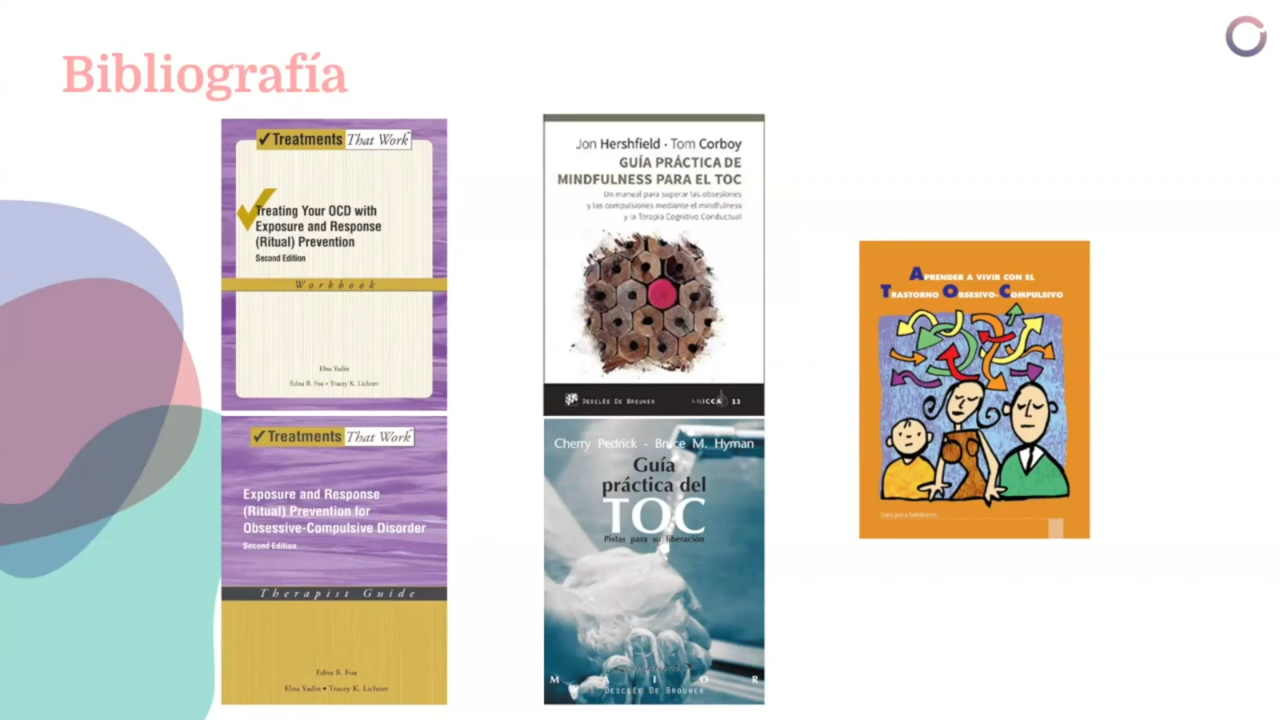 Bibliografía
✓Treatments That Work
Treating Your OCD with
Exposure and Response
(Ritual) Prevention
Second Edition
Workbook
Elna Yadin
Edna B. Foa • Tracey K. Lichner
✓Treatments That Work
Exposure and Response
(Ritual) Prevention for
Obsessive-Compulsive Disorder
Second Edition
Therapist Guide
Edna B. Foa
Elna Yadin • Tracey K. Lichner
Jon Hershfield · Tom Corboy
GUÍA PRÁCTICA DE
MINDFULNESS PARA EL TOC
Un manual para superar las obsesiones
y las compulsiones mediante el mindfulness
y la Terapia Cognitivo Conductual
DESCLÉE DE BROUWER ANICCA 13
Cherry Pedrick - Bruce M. Hyman
Guía
práctica del
TOC
Pistas para su liberación
M A I O R
DESCLÉE DE BROUWER
APRENDER A VIVIR CON EL
TRASTORNO OBSESIVO-COMPULSIVO
Guía para familiares